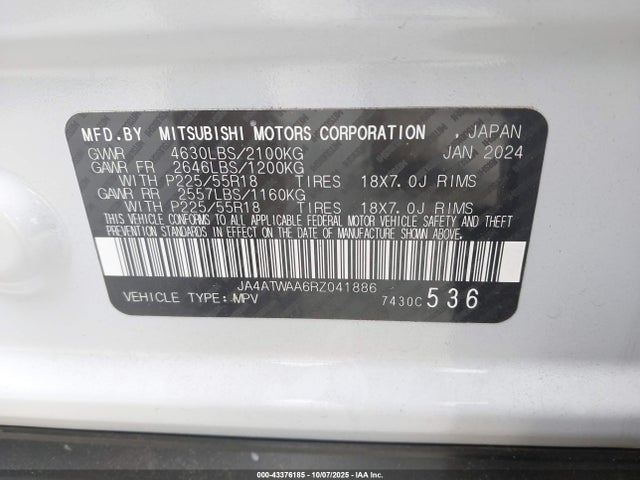 MFD.BY MITSUBISHI MOTORS CORPORATION , JAPAN
GVWR 4630LBS/2100KG JAN 2024
GAWR FR 2646LBS/1200KG
WITH P225/55R18 TIRES 18X7.0J RIMS
GAWR RR 2557LBS/1160KG
WITH P225/55R18 TIRES 18X7.0J RIMS
THIS VEHICLE CONFORMS TO ALL APPLICABLE FEDERAL MOTOR VEHICLE SAFETY AND THEFT
PREVENTION STANDARDS IN EFFECT ON THE DATE OF MANUFACTURE SHOWN ABOVE.
JA4ATWAA6RZ041886
VEHICLE TYPE:MPV 7430C 536
00-43376185 - 10/07/2025 - IAA Inc.